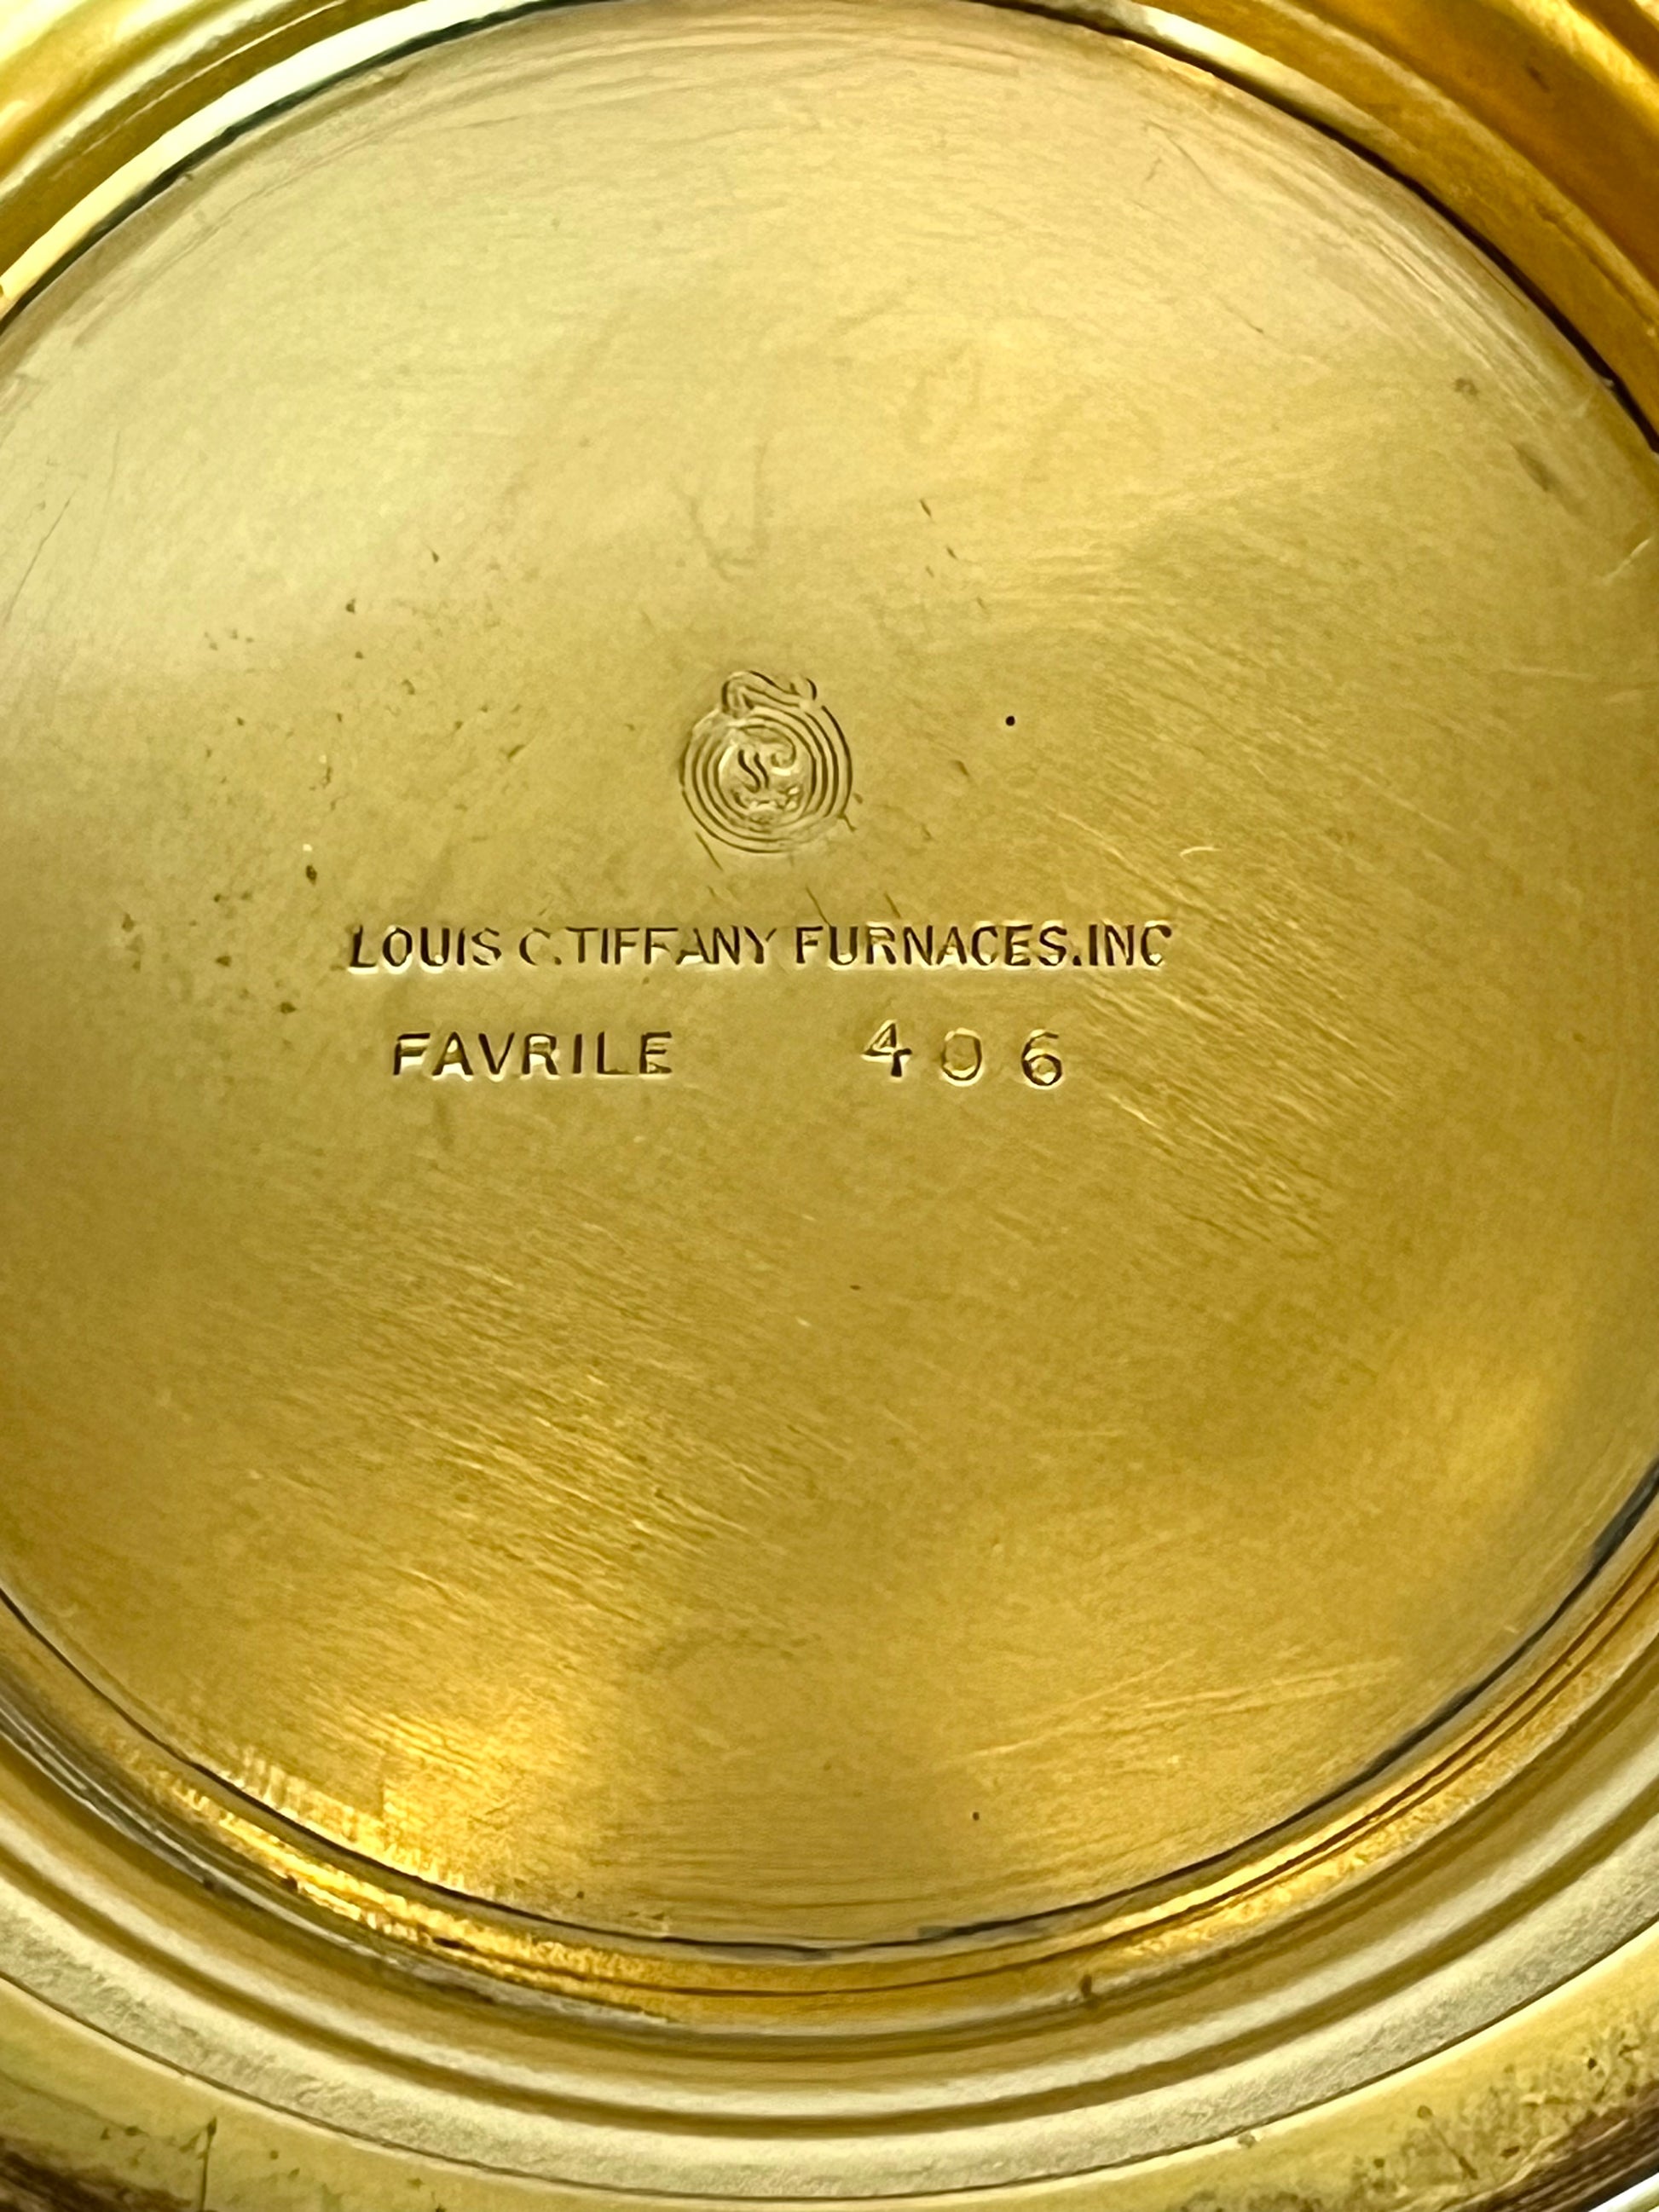 LOUIS C.TIFFANY FURNACES.INC
FAVRILE 406